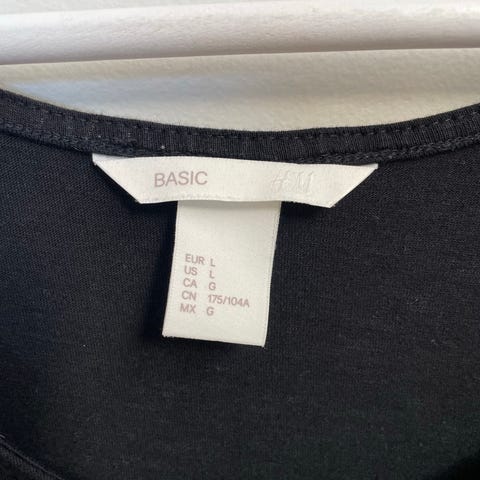 BASIC H&M
EUR L
US L
CA G
CN 175/104A
MX G